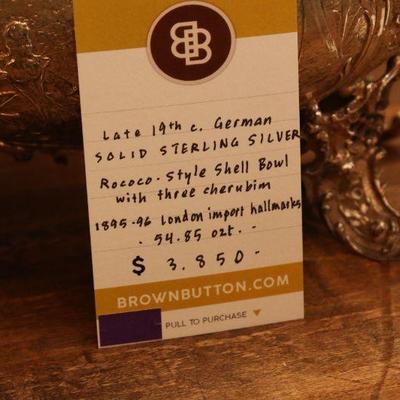 BB
Late 19th c. German
SOLID STERLING SILVER
Rococo-Style Shell Bowl
with three cherubim
1895-96 London import hallmarks
- 54.85 ozt. -
$ 3,850-
BROWNBUTTON.COM
PULL TO PURCHASE